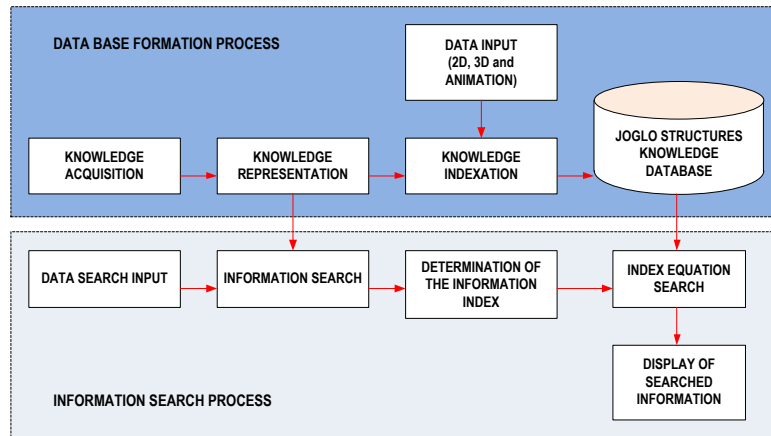 DATA BASE FORMATION PROCESS
DATA INPUT
(2D, 3D and
ANIMATION)
JOGLO STRUCTURES
KNOWLEDGE
DATABASE
KNOWLEDGE
ACQUISITION
KNOWLEDGE
REPRESENTATION
KNOWLEDGE
INDEXATION
DATA SEARCH INPUT
INFORMATION SEARCH
DETERMINATION OF
THE INFORMATION
INDEX
INDEX EQUATION
SEARCH
DISPLAY OF
SEARCHED
INFORMATION
INFORMATION SEARCH PROCESS